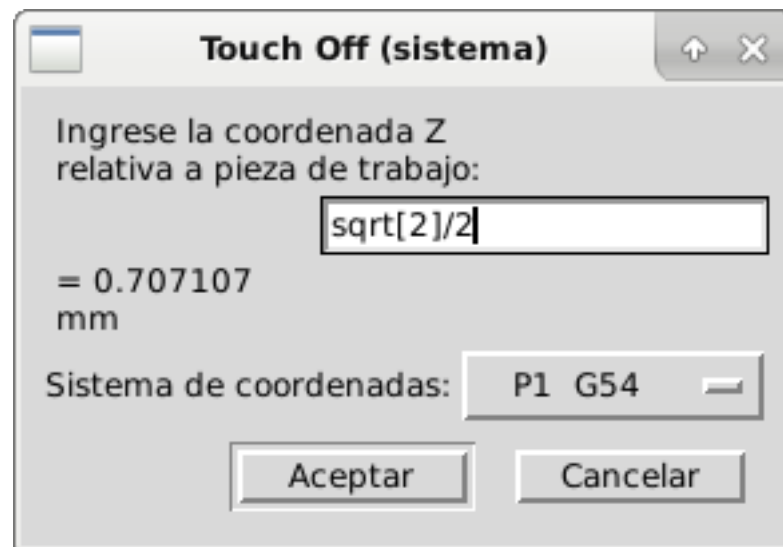 Touch Off (sistema)
Ingrese la coordenada Z
relativa a pieza de trabajo:
sqrt[2]/2
= 0.707107
mm
Sistema de coordenadas: P1 G54
Aceptar Cancelar